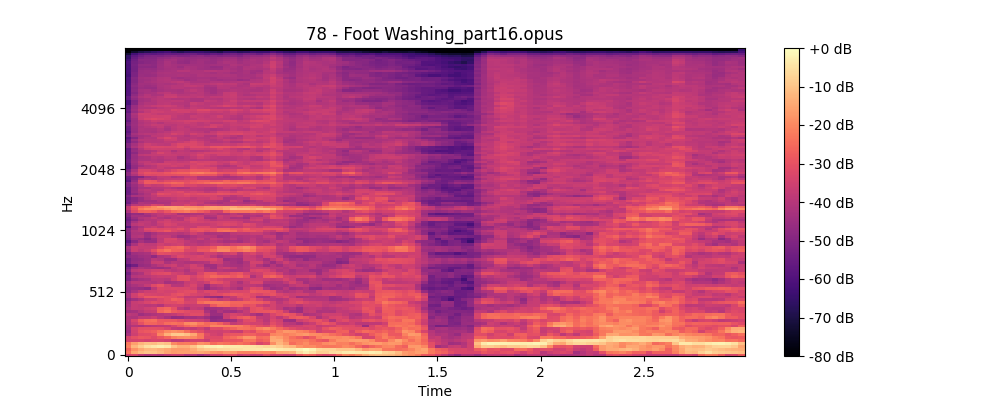 78 - Foot Washing_part16.opus
+0 dB
4096
-10 dB
-20 dB
2048
-30 dB
Hz
-40 dB
1024
-50 dB
512
-60 dB
-70 dB
0
-80 dB
0 0.5 1 1.5 2 2.5
Time